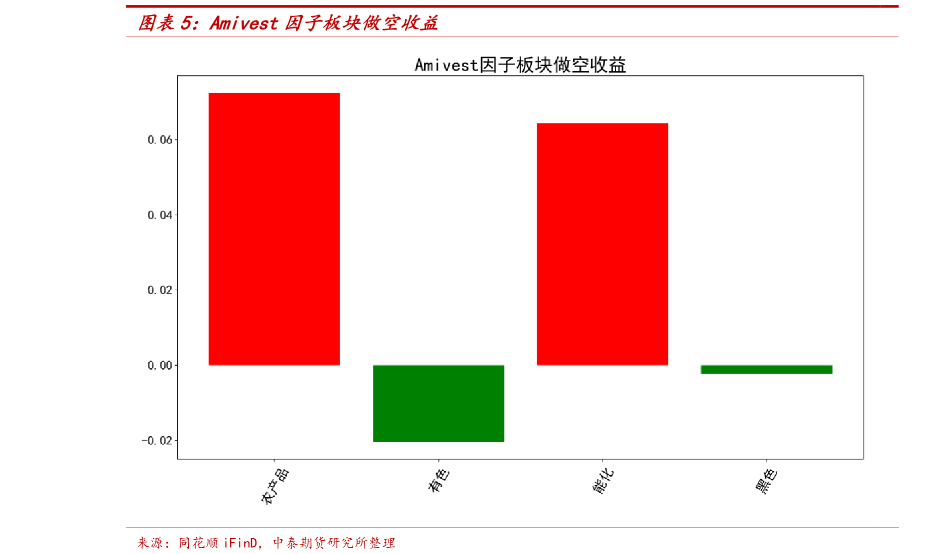 图表 5：Amivest 因子板块做空收益
Amivest因子板块做空收益
0.06
0.04
0.02
0.00
-0.02
农产品
有色
能化
黑色
来源：同花顺 iFinD，中泰期货研究所整理